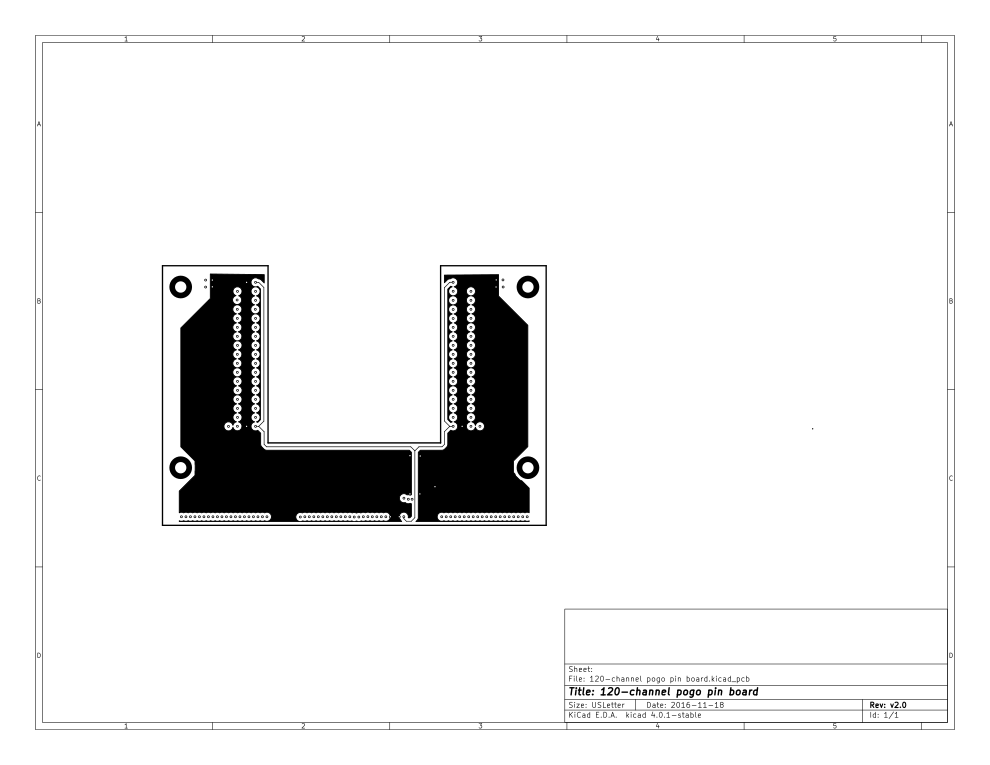 1 2 3 4 5
A A
B B
C C
D D
Sheet:
File: 120-channel pogo pin board.kicad_pcb
Title: 120-channel pogo pin board
Size: USLetter Date: 2016-11-18 Rev: v2.0
KiCad E.D.A. kicad 4.0.1-stable Id: 1/1
1 2 3 4 5